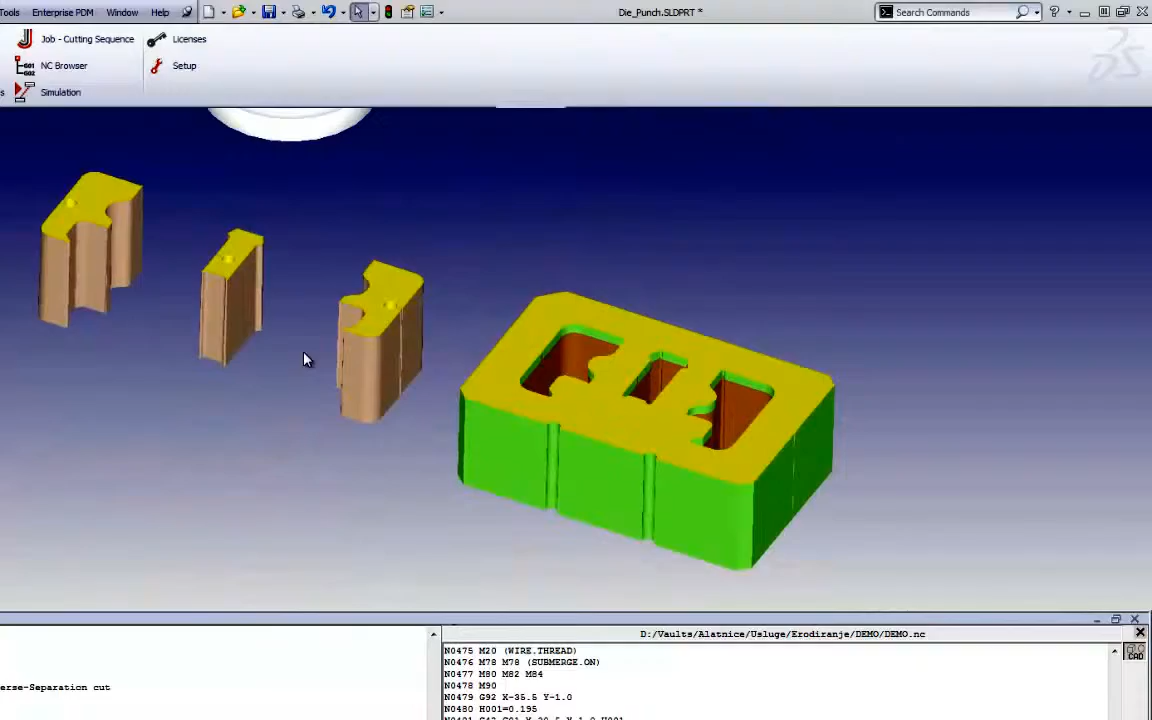 Tools Enterprise PDM Window Help Die_Punch.SLDPRT * Search Commands
Job - Cutting Sequence Licenses
NC Browser Setup
s Simulation
D:/Vaults/Alatnice/Usluge/Erodiranje/DEMO/DEMO.nc
N0475 M20 (WIRE.THREAD)
N0476 M78 M78 (SUBMERGE.ON)
N0477 M80 M82 M84
erse-Separation cut
N0478 M90
N0479 G92 X-35.5 Y-1.0
N0480 H001=0.195